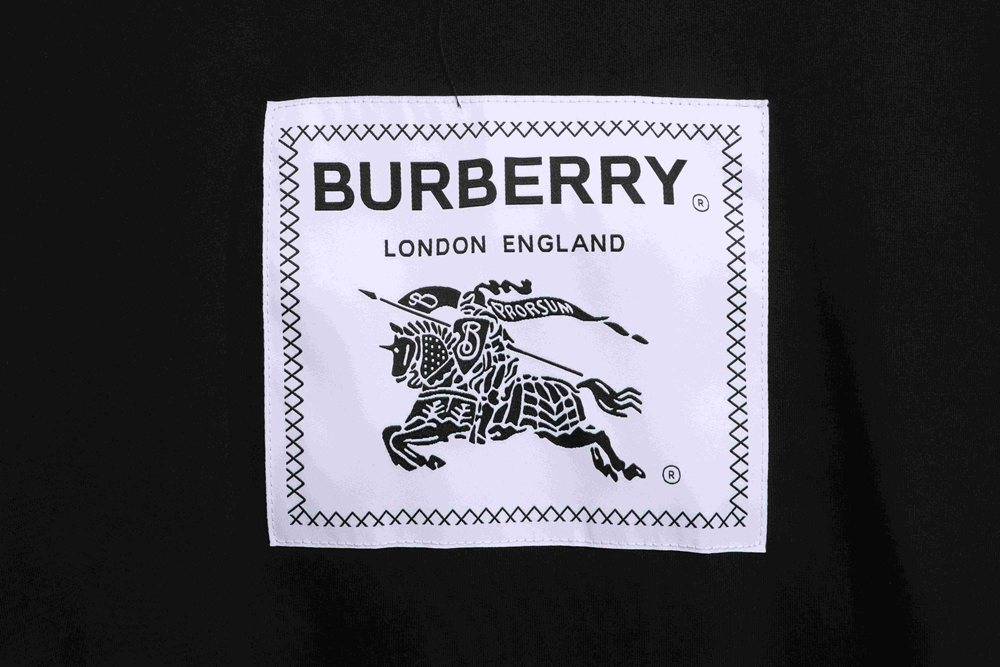 BURBERRY ®
LONDON ENGLAND
B
PRORSUM
B
®